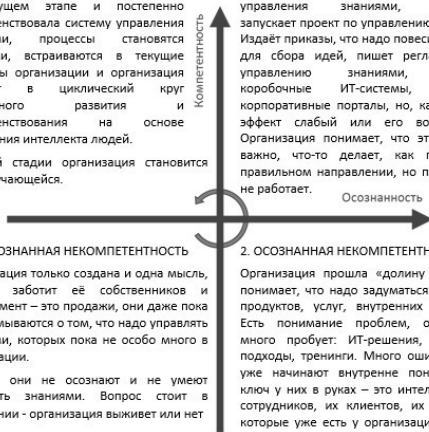 ущем этапе и постепенно
енствовала систему управления
и, процессы становятся
и, встраиваются в текущие
ы организации и организация
т в циклический круг
ного развития и
енствования на основе
ния интеллекта людей.
й стадии организация становится
учающейся.
Компетентность
управления знаниями,
запускает проект по управлению
Издаёт приказы, что надо повеси
для сбора идей, пишет регл
управлению знаниями,
коробочные ИТ-системы,
корпоративные порталы, но, ка
эффект слабый или его во
Организация понимает, что эт
важно, что-то делает, как п
правильном направлении, но п
не работает.
Осознанность
ОЗНАННАЯ НЕКОМПЕТЕНТНОСТЬ
ация только создана и одна мысль,
заботит её собственников и
мент – это продажи, они даже пока
мываются о том, что надо управлять
и, которых пока не особо много в
ации.
они не осознают и не умеют
ть знаниями. Вопрос стоит в
нии - организация выживет или нет
2. ОСОЗНАННАЯ НЕКОМПЕТЕНТН
Организация прошла «долину
понимает, что надо задуматься
продуктов, услуг, внутренних
Есть понимание проблем, о
много пробует: ИТ-решения,
подходы, тренинги. Много оши
уже начинают внутренне пон
ключ у них в руках – это интел
сотрудников, их клиентов, их
которые уже есть у организаци